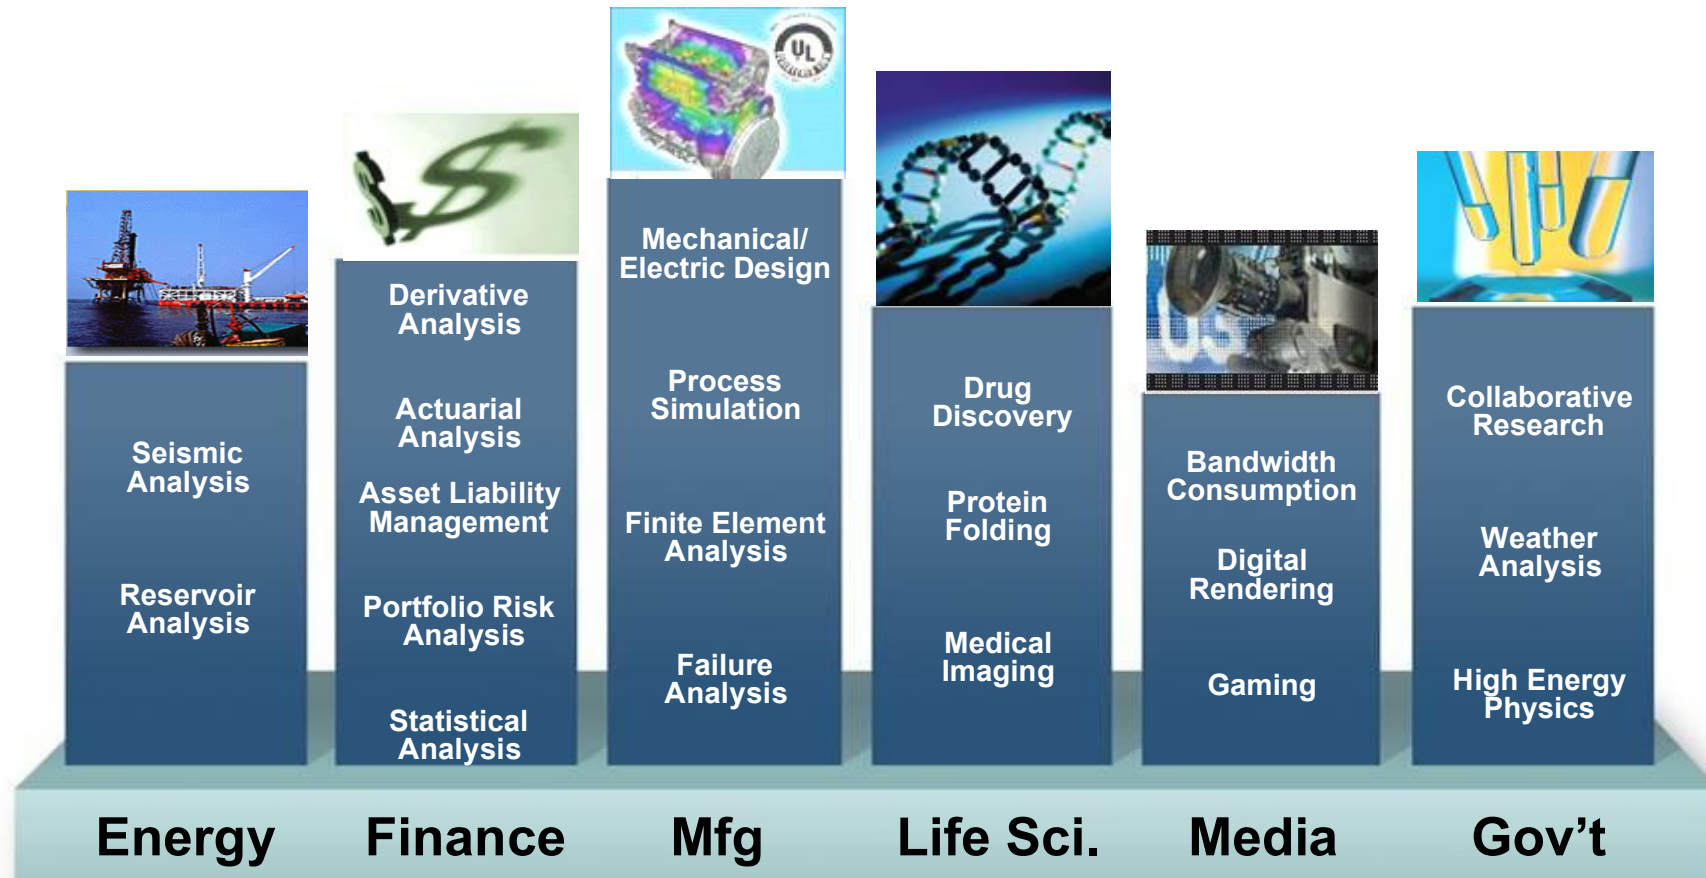 UL
03
Seismic
Analysis
Reservoir
Analysis
Derivative
Analysis
Actuarial
Analysis
Asset Liability
Management
Portfolio Risk
Analysis
Statistical
Analysis
Mechanical/
Electric Design
Process
Simulation
Finite Element
Analysis
Failure
Analysis
Drug
Discovery
Protein
Folding
Medical
Imaging
Bandwidth
Consumption
Digital
Rendering
Gaming
Collaborative
Research
Weather
Analysis
High Energy
Physics
Energy
Finance
Mfg
Life Sci.
Media
Gov’t